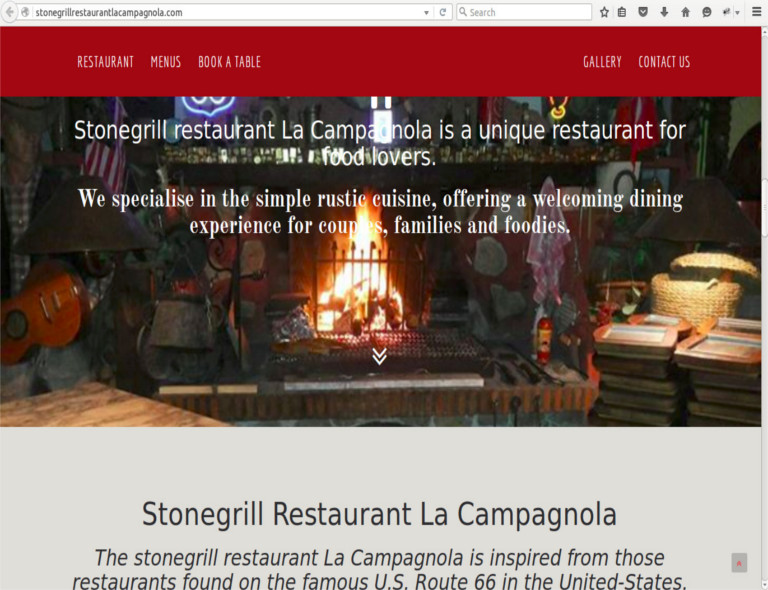 stonegrillrestaurantlacampagnola.com
Search
RESTAURANT MENUS BOOK A TABLE GALLERY CONTACT US
Stonegrill restaurant La Campagnola is a unique restaurant for
food lovers.
We specialise in the simple rustic cuisine, offering a welcoming dining
experience for couples, families and foodies.
Stonegrill Restaurant La Campagnola
The stonegrill restaurant La Campagnola is inspired from those
restaurants found on the famous U.S. Route 66 in the United-States.